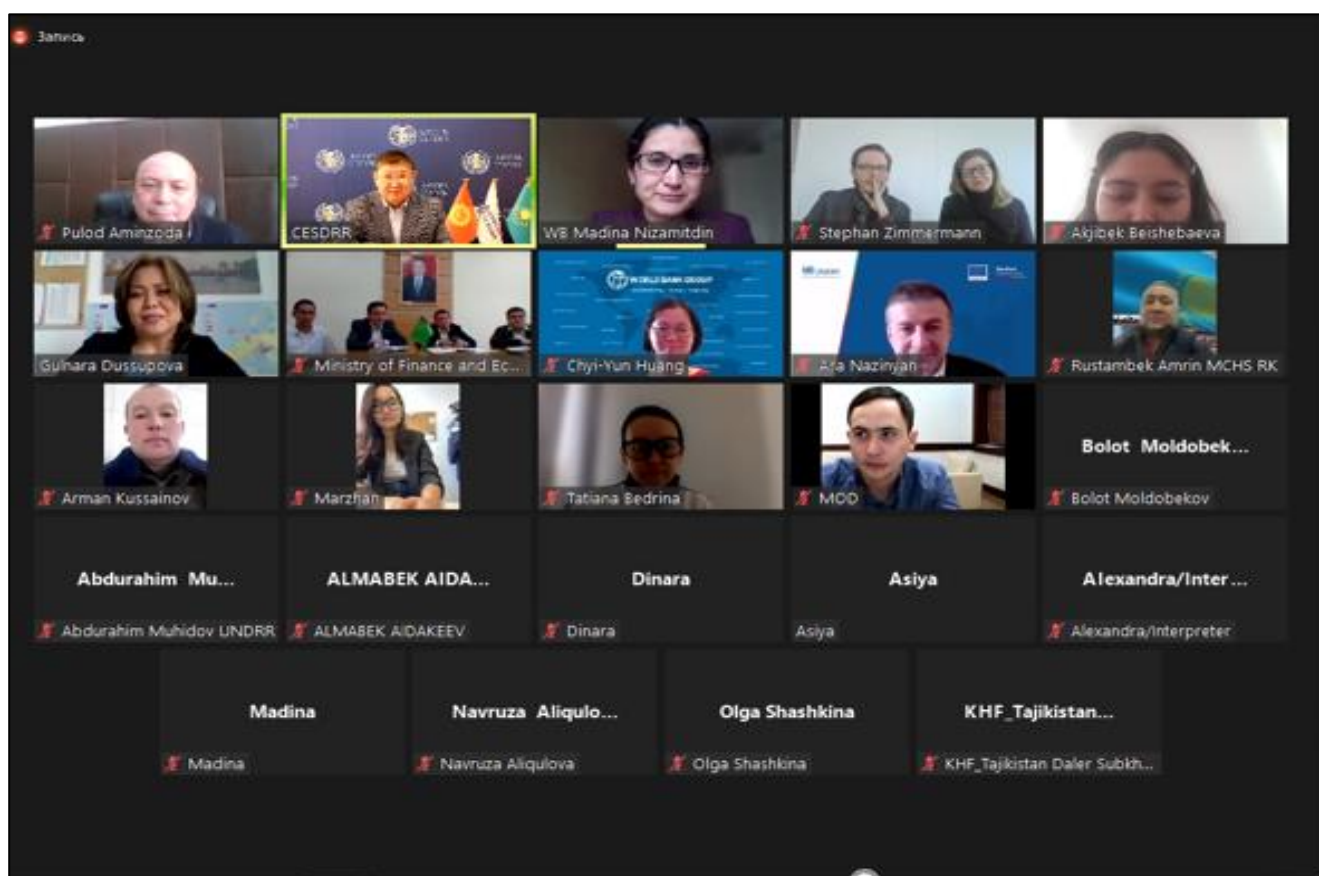 Запись
Pulod Aminzoda
CESDRR
WB Madina Nizamitdin
Stephan Zimmermann
Akjibek Beishebaeva
Gulnara Dussupova
Ministry of Finance and Ec...
WORLD BANK GROUP
Chyi-Yun Huang
Ara Nazinyan
Rustambek Amrin MCHS RK
Arman Kussainov
Marzhan
Tatiana Bedrina
MOD
Bolot Moldobek...
Bolot Moldobekov
Abdurahim Mu...
Abdurahim Muhidov UNDRR
ALMABEK AIDA...
ALMABEK AIDAKEEV
Dinara
Dinara
Asiya
Asiya
Alexandra/Inter...
Alexandra/Interpreter
Madina
Madina
Navruza Aliqulo...
Navruza Aliqulova
Olga Shashkina
Olga Shashkina
KHF_Tajikistan...
KHF_Tajikistan Daler Subkh...